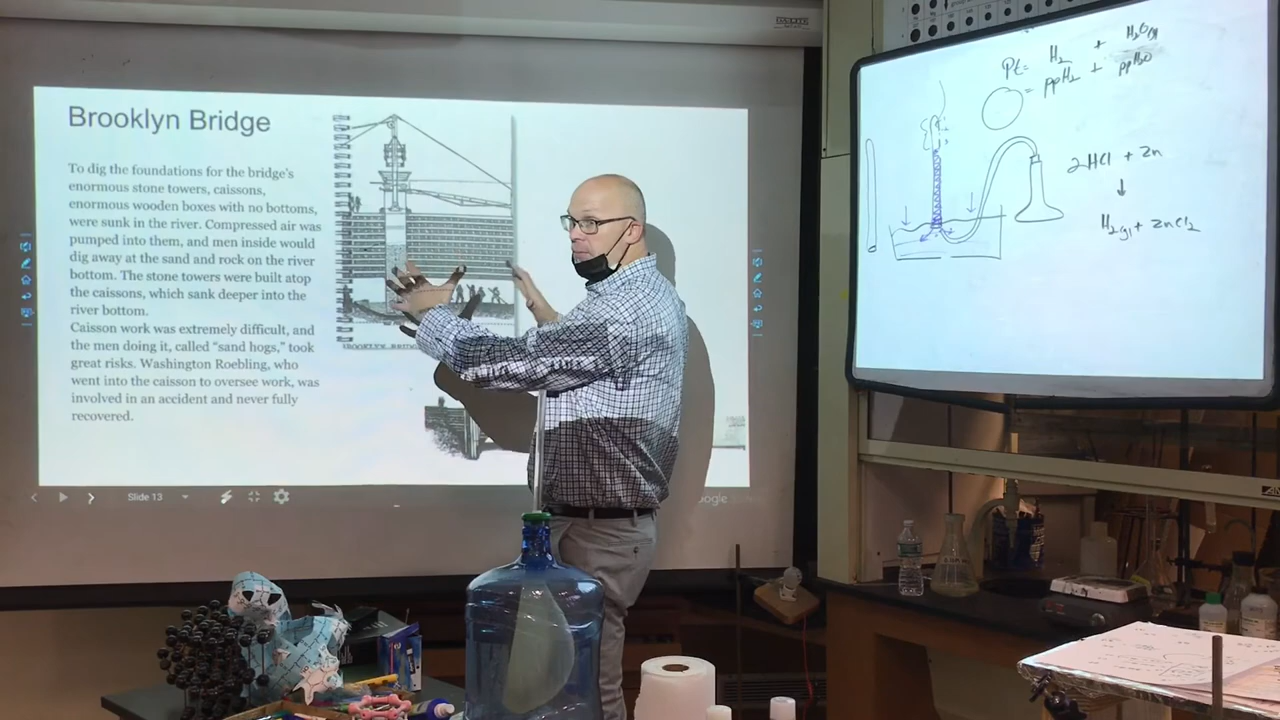 Brooklyn Bridge
To dig the foundations for the bridge's
enormous stone towers, caissons,
enormous wooden boxes with no bottoms,
were sunk in the river. Compressed air was
pumped into them, and men inside would
dig away at the sand and rock on the river
bottom. The stone towers were built atop
the caissons, which sank deeper into the
river bottom.
Caisson work was extremely difficult, and
the men doing it, called "sand hogs," took
great risks. Washington Roebling, who
went into the caisson to oversee work, was
involved in an accident and never fully
recovered.
Slide 13
Pt= H₂ + H₂O(g)
= ppH₂ + ppH₂O
2HCl + Zn
↓
H₂(g) + ZnCl₂